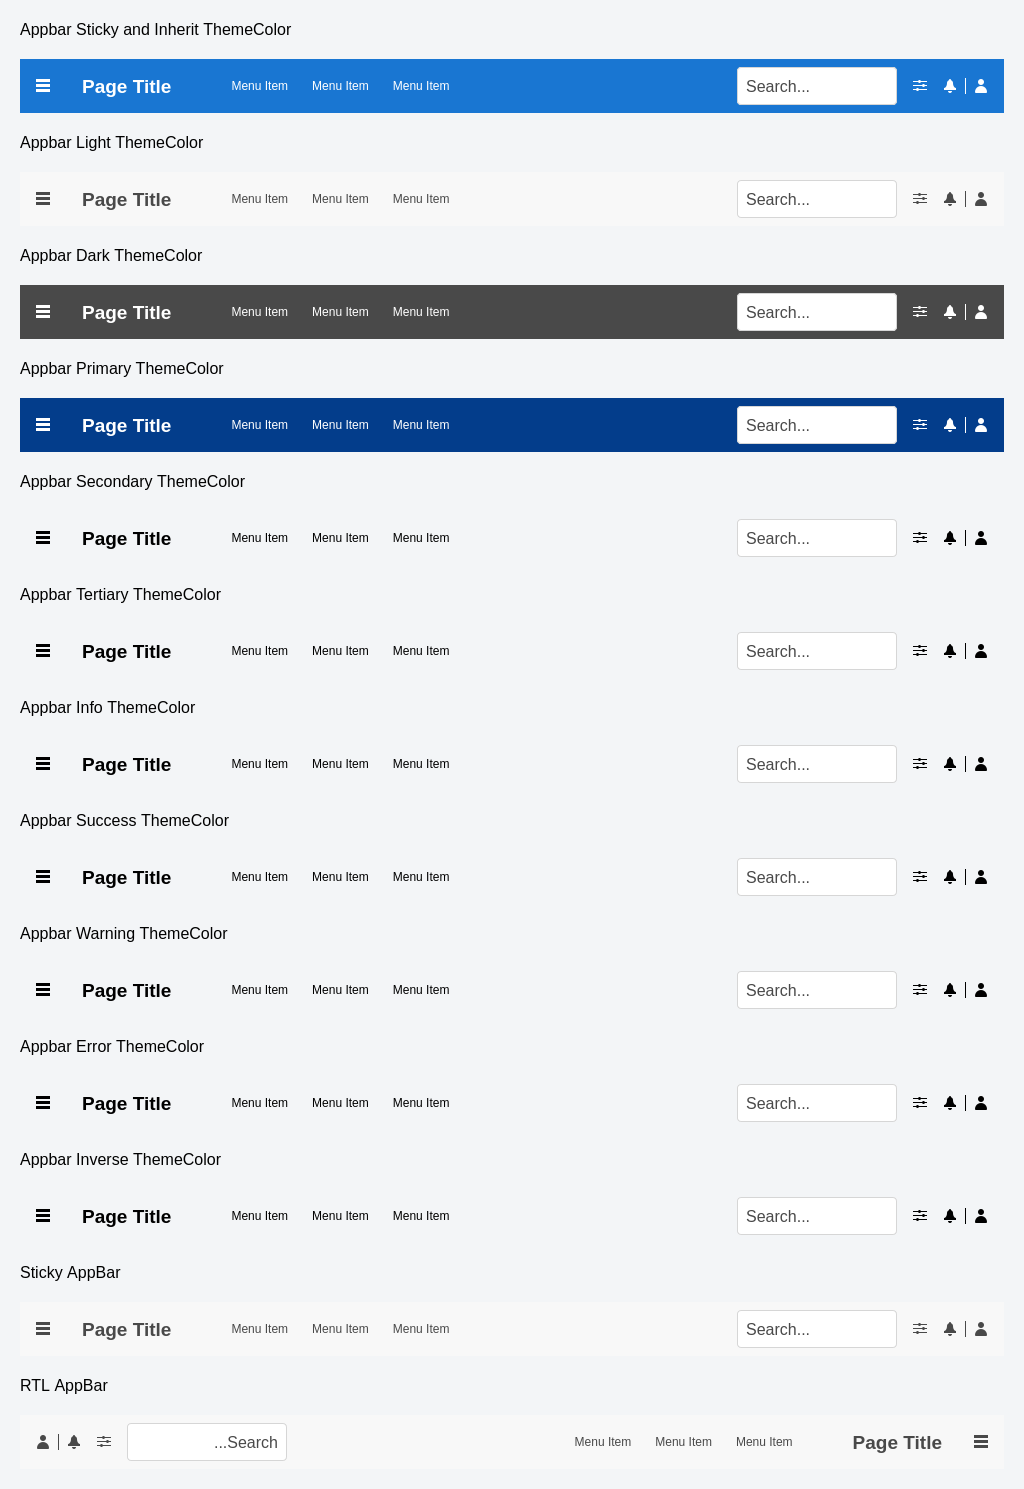 Appbar Sticky and Inherit ThemeColor
Page Title Menu Item Menu Item Menu Item Search...
Appbar Light ThemeColor
Page Title Menu Item Menu Item Menu Item Search...
Appbar Dark ThemeColor
Page Title Menu Item Menu Item Menu Item Search...
Appbar Primary ThemeColor
Page Title Menu Item Menu Item Menu Item Search...
Appbar Secondary ThemeColor
Page Title Menu Item Menu Item Menu Item Search...
Appbar Tertiary ThemeColor
Page Title Menu Item Menu Item Menu Item Search...
Appbar Info ThemeColor
Page Title Menu Item Menu Item Menu Item Search...
Appbar Success ThemeColor
Page Title Menu Item Menu Item Menu Item Search...
Appbar Warning ThemeColor
Page Title Menu Item Menu Item Menu Item Search...
Appbar Error ThemeColor
Page Title Menu Item Menu Item Menu Item Search...
Appbar Inverse ThemeColor
Page Title Menu Item Menu Item Menu Item Search...
Sticky AppBar
Page Title Menu Item Menu Item Menu Item Search...
RTL AppBar
...Search Menu Item Menu Item Menu Item Page Title